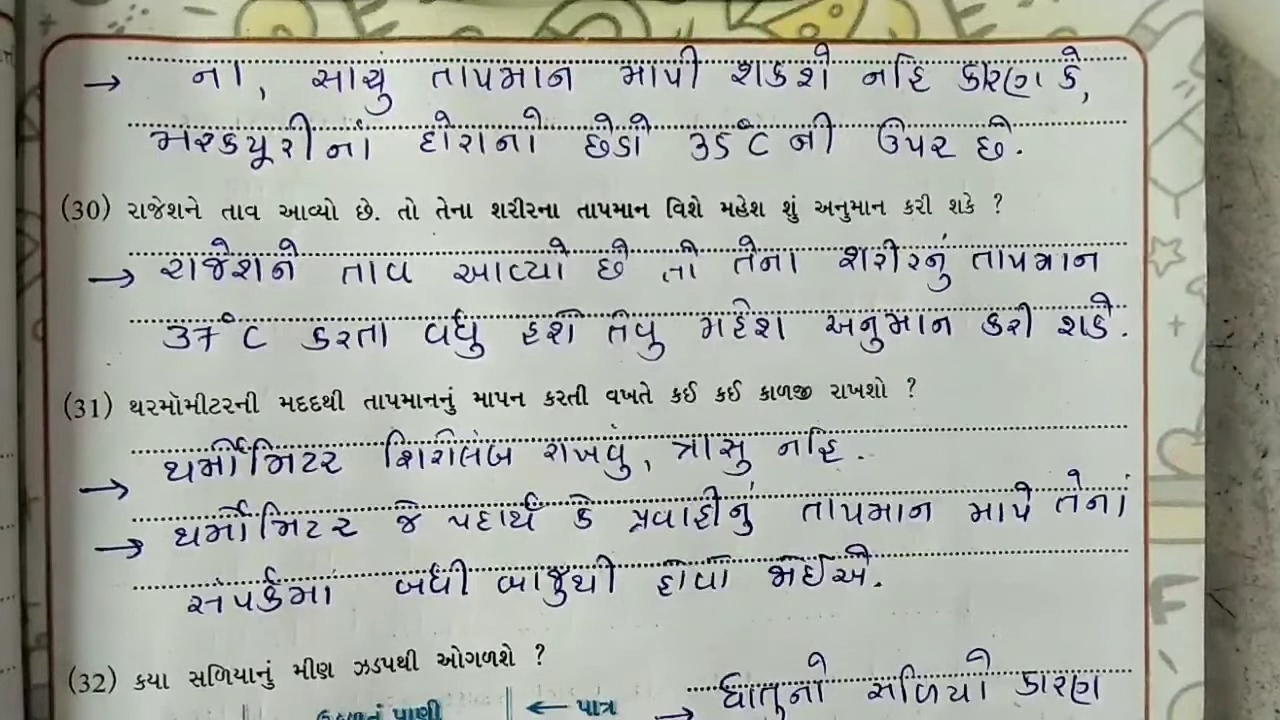 → ના, સાચું તાપમાન માપી શકશે નહિ કારણ કે,
મરકયૂરીનાં દોરાનો છેડો 35°C ની ઉપર છે.
(30) રાજેશને તાવ આવ્યો છે. તો તેના શરીરના તાપમાન વિશે મહેશ શું અનુમાન કરી શકે ?
→ રાજેશને તાવ આવ્યો છે તો તેના શરીરનું તાપમાન
37°C કરતા વધુ હશે તેવુ મહેશ અનુમાન કરી શકે.
(31) થરમૉમીટરની મદદથી તાપમાનનું માપન કરતી વખતે કઈ કઈ કાળજી રાખશો ?
→ થર્મોમિટર શિરોલંબ રાખવું, ત્રાસુ નહિ.
→ થર્મોમિટર જે પદાર્થ કે પ્રવાહીનું તાપમાન માપે તેનાં
સંપર્કમાં બધી બાજુથી હોવો જોઈએ.
(32) કયા સળિયાનું મીણ ઝડપથી ઓગળશે ?
→ ધાતુનો સળિયો કારણ
ઉકળતું પાણી ← પાત્ર